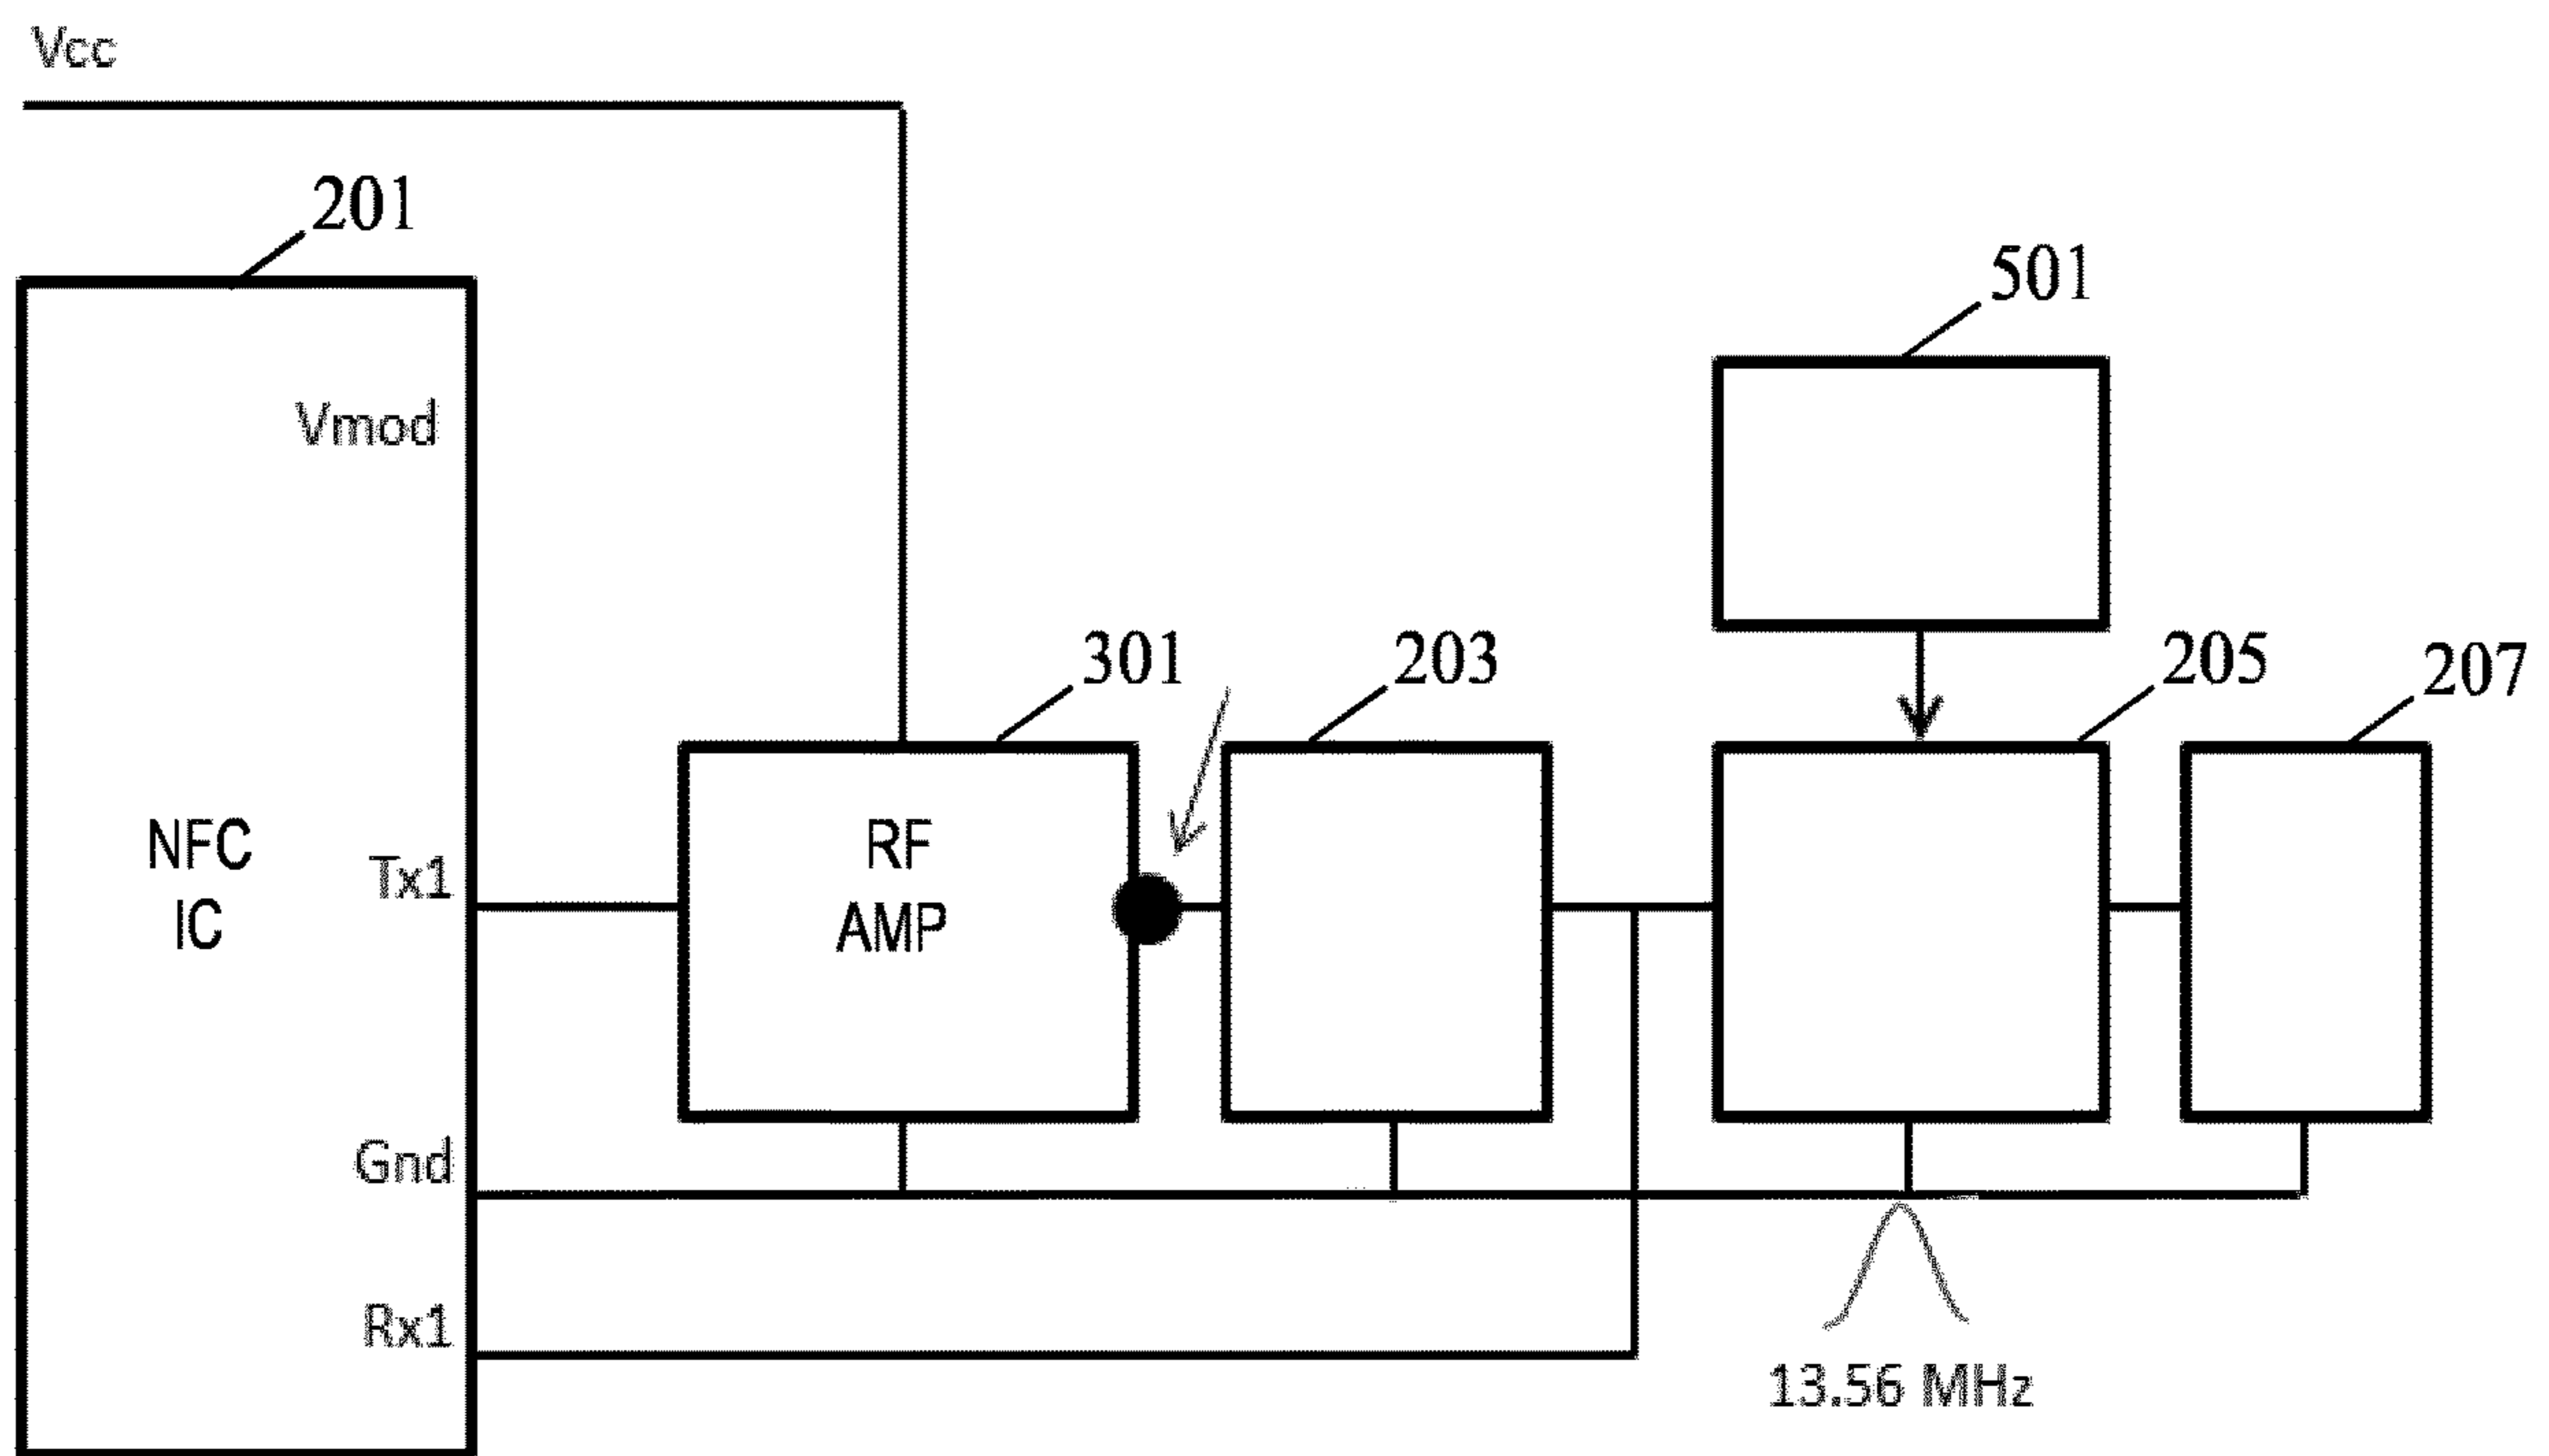 Vcc
201
501
Vmod
301
203
205
207
NFC
IC
Tx1
RF
AMP
Gnd
Rx1
13.56 MHz